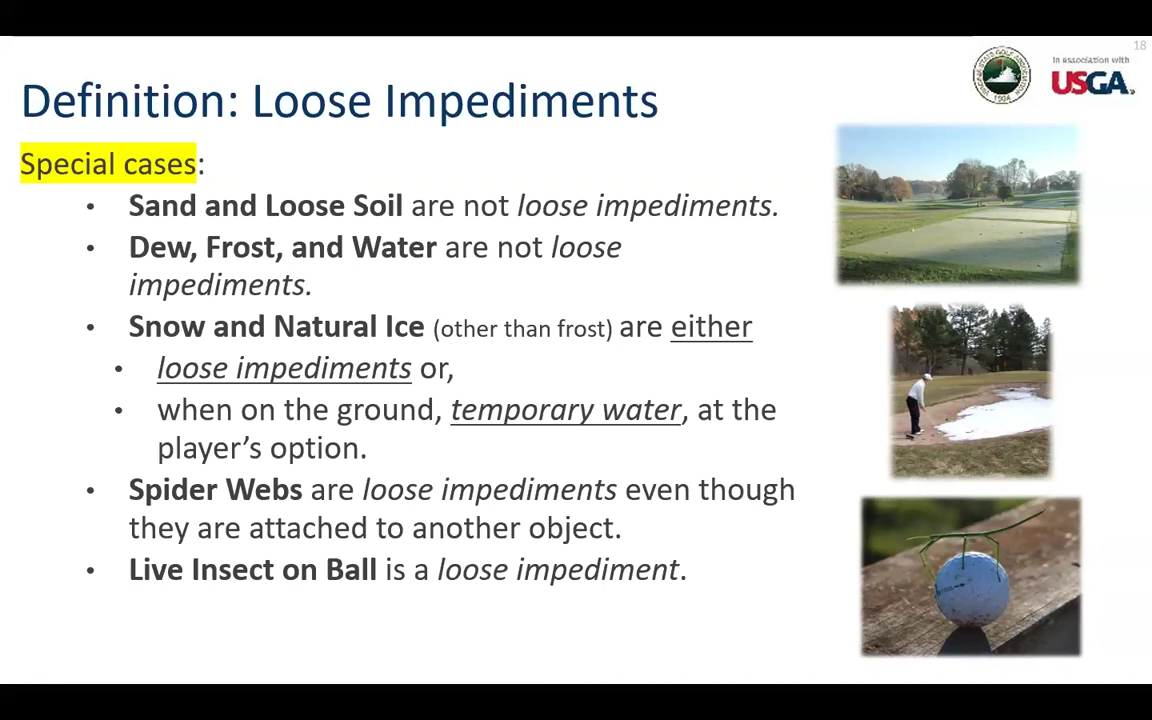 18
In association with
USGA
Definition: Loose Impediments
Special cases:
• Sand and Loose Soil are not loose impediments.
• Dew, Frost, and Water are not loose
impediments.
• Snow and Natural Ice (other than frost) are either
• loose impediments or,
• when on the ground, temporary water, at the
player's option.
• Spider Webs are loose impediments even though
they are attached to another object.
• Live Insect on Ball is a loose impediment.